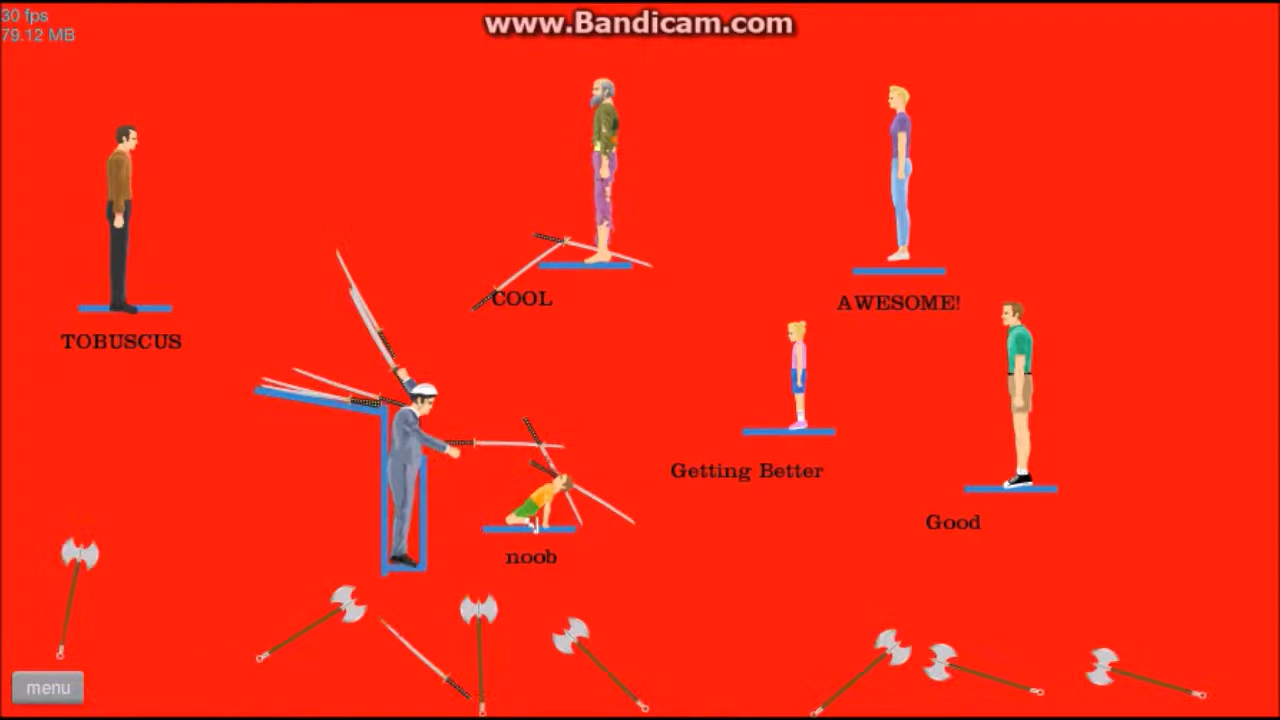 30 fps
79.12 MB
www.Bandicam.com
COOL
AWESOME!
TOBUSCUS
Getting Better
Good
noob
menu